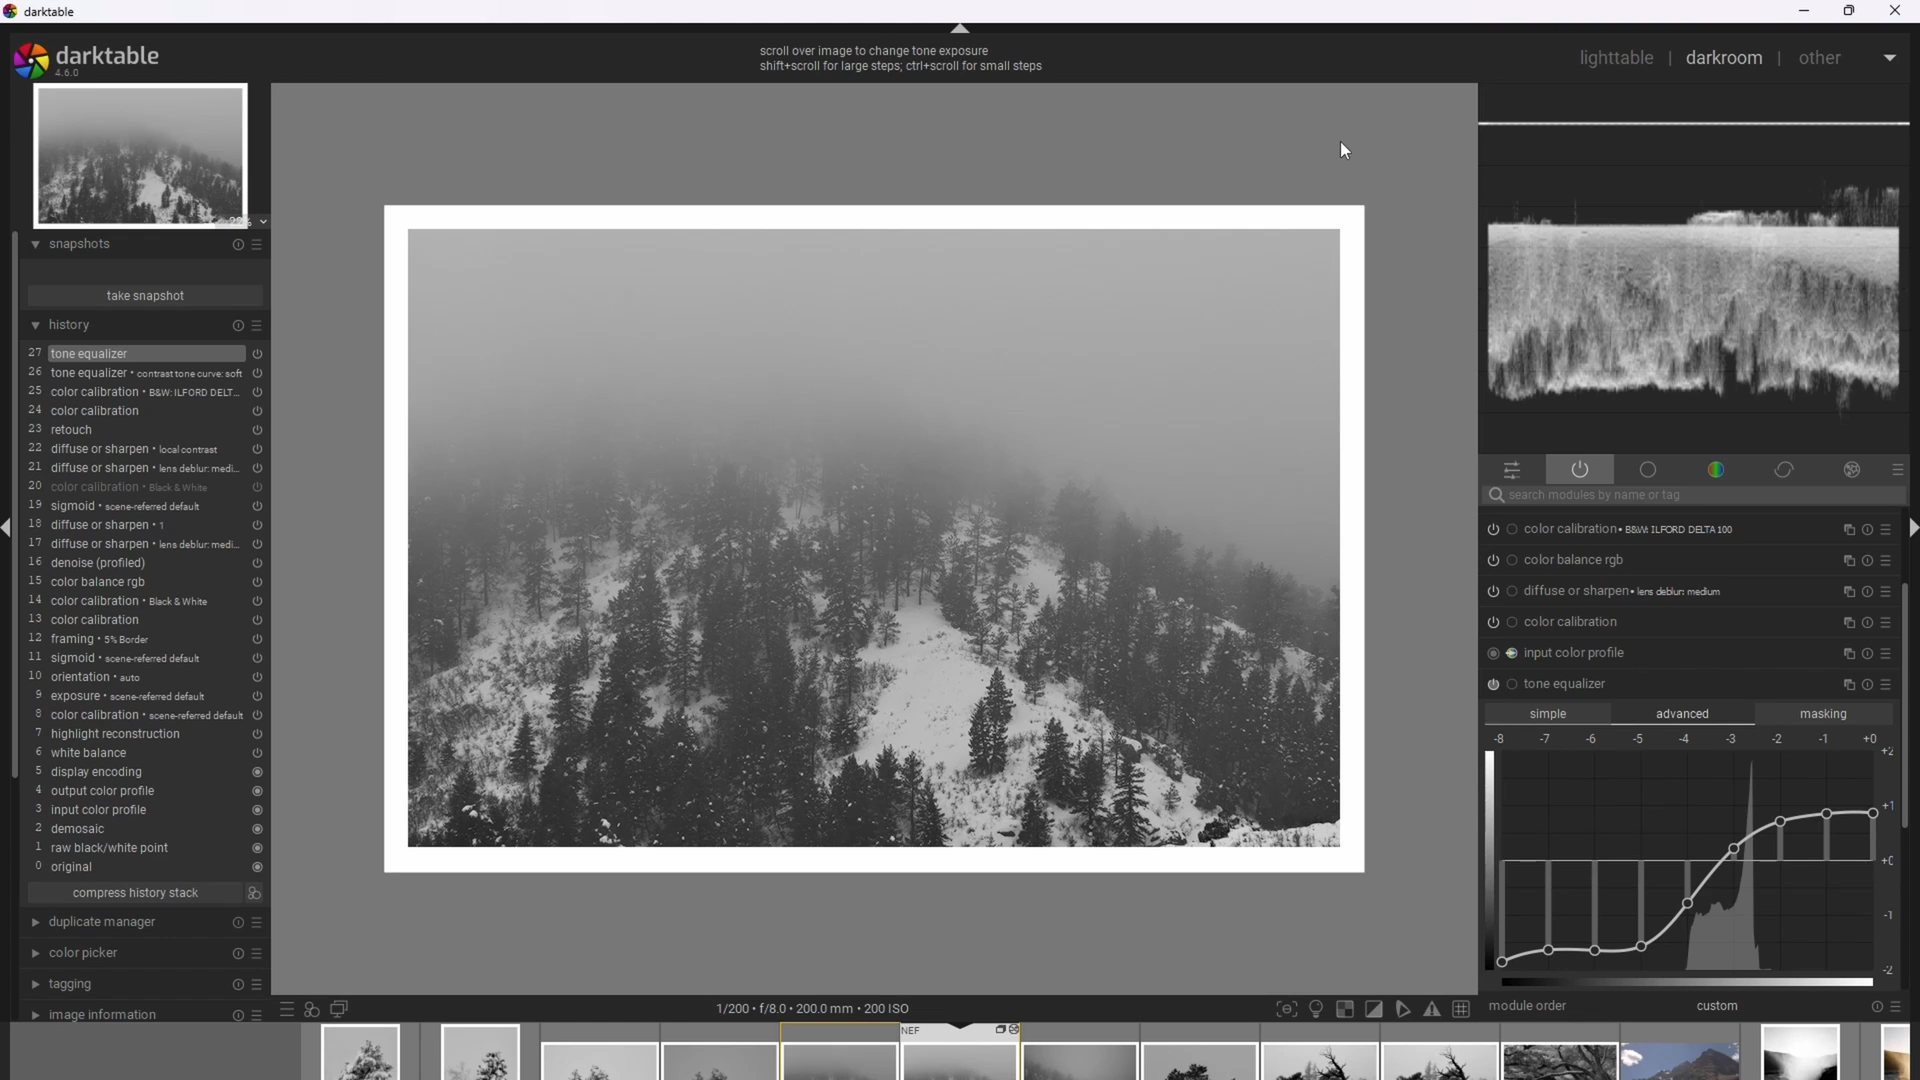 darktable
darktable
4.6.0
scroll over image to change tone exposure
shift+scroll for large steps; ctrl+scroll for small steps
lighttable | darkroom | other
22%
snapshots
take snapshot
history
27 tone equalizer
26 tone equalizer • contrast tone curve: soft
25 color calibration • B&W: ILFORD DELT...
24 color calibration
23 retouch
22 diffuse or sharpen • local contrast
21 diffuse or sharpen • lens deblur: medi...
20 color calibration • Black & White
19 sigmoid • scene-referred default
18 diffuse or sharpen • 1
17 diffuse or sharpen • lens deblur: medi...
16 denoise (profiled)
15 color balance rgb
14 color calibration • Black & White
13 color calibration
12 framing • 5% Border
11 sigmoid • scene-referred default
10 orientation • auto
9 exposure • scene-referred default
8 color calibration • scene-referred default
7 highlight reconstruction
6 white balance
5 display encoding
4 output color profile
3 input color profile
2 demosaic
1 raw black/white point
0 original
compress history stack
duplicate manager
color picker
tagging
image information
1/200 • f/8.0 • 200.0 mm • 200 ISO
NEF
search modules by name or tag
color calibration • B&W: ILFORD DELTA 100
color balance rgb
diffuse or sharpen • lens deblur: medium
color calibration
input color profile
tone equalizer
simple advanced masking
-8 -7 -6 -5 -4 -3 -2 -1 +0
+2
+1
+0
-1
-2
module order custom